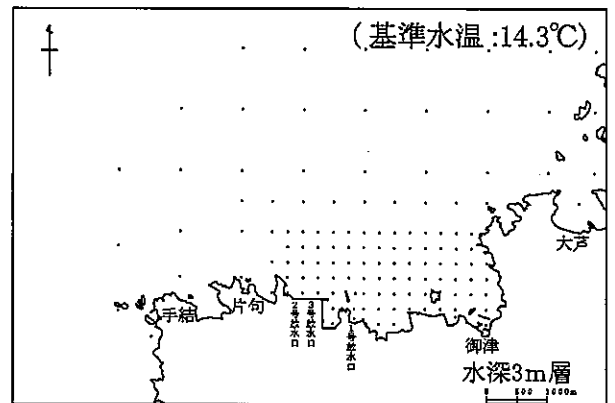 (基準水温:14.3℃)
大芦
手結
片句
2号放水口
3号放水口
1号放水口
御津
水深3m層
0 500 1000m